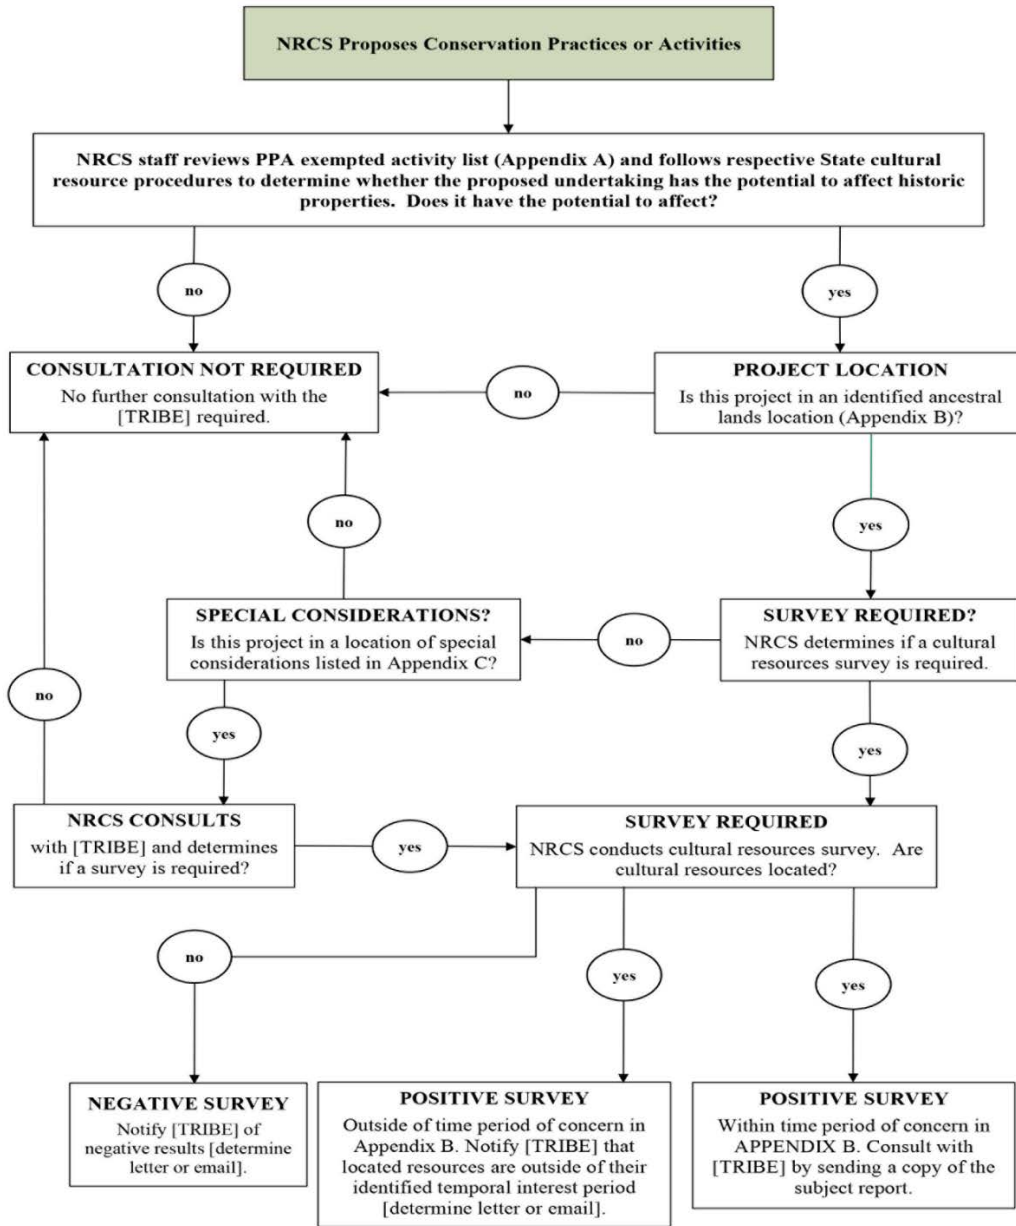 NRCS Proposes Conservation Practices or Activities
NRCS staff reviews PPA exempted activity list (Appendix A) and follows respective State cultural
resource procedures to determine whether the proposed undertaking has the potential to affect historic
properties. Does it have the potential to affect?
no
yes
CONSULTATION NOT REQUIRED
No further consultation with the
[TRIBE] required.
no
PROJECT LOCATION
Is this project in an identified ancestral
lands location (Appendix B)?
no
yes
SPECIAL CONSIDERATIONS?
Is this project in a location of special
considerations listed in Appendix C?
no
SURVEY REQUIRED?
NRCS determines if a cultural
resources survey is required.
no
yes
yes
NRCS CONSULTS
with [TRIBE] and determines
if a survey is required?
yes
SURVEY REQUIRED
NRCS conducts cultural resources survey. Are
cultural resources located?
no
yes
yes
NEGATIVE SURVEY
Notify [TRIBE] of
negative results [determine
letter or email].
POSITIVE SURVEY
Outside of time period of concern in
Appendix B. Notify [TRIBE] that
located resources are outside of their
identified temporal interest period
[determine letter or email].
POSITIVE SURVEY
Within time period of concern in
APPENDIX B. Consult with
[TRIBE] by sending a copy of the
subject report.